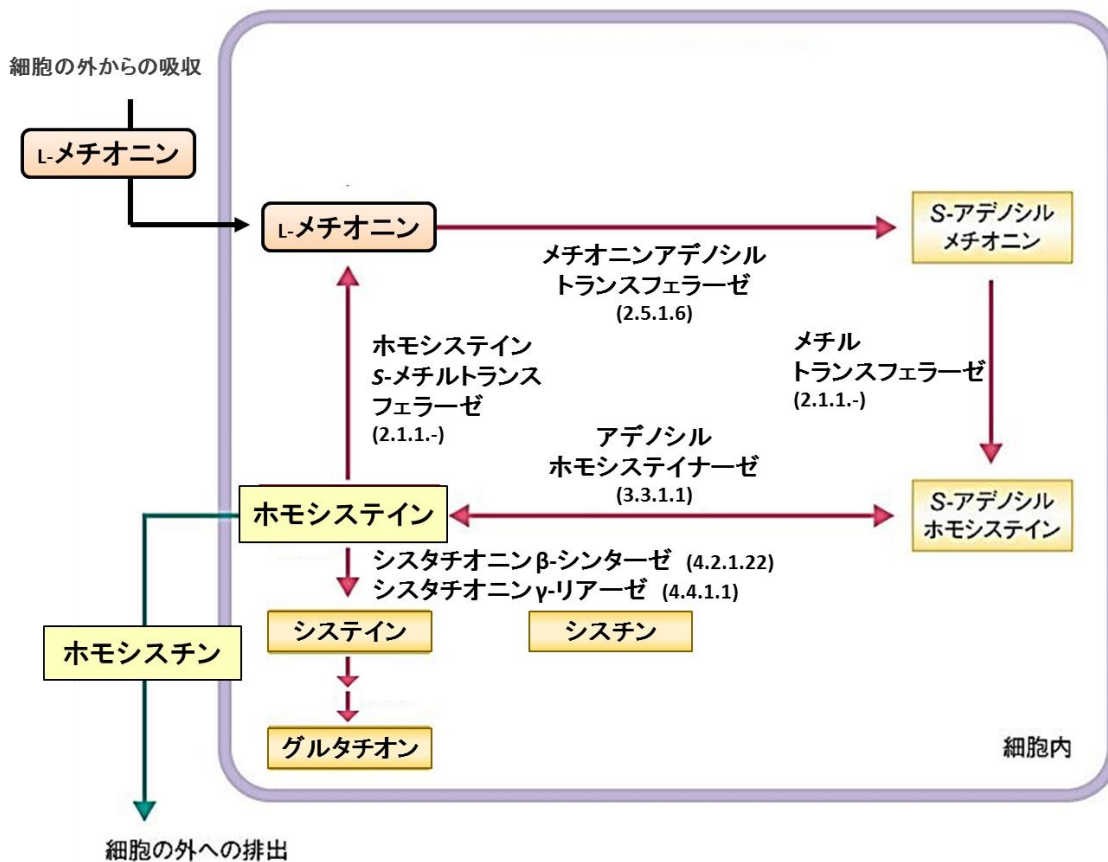 細胞の外からの吸収
L-メチオニン
L-メチオニン
S-アデノシル
メチオニン
メチオニンアデノシル
トランスフェラーゼ
(2.5.1.6)
ホモシステイン
S-メチルトランス
フェラーゼ
(2.1.1.-)
メチル
トランスフェラーゼ
(2.1.1.-)
アデノシル
ホモシステイナーゼ
(3.3.1.1)
ホモシステイン
S-アデノシル
ホモシステイン
シスタチオニンβ-シンターゼ (4.2.1.22)
シスタチオニンγ-リアーゼ (4.4.1.1)
システイン
シスチン
ホモシスチン
グルタチオン
細胞内
細胞の外への排出